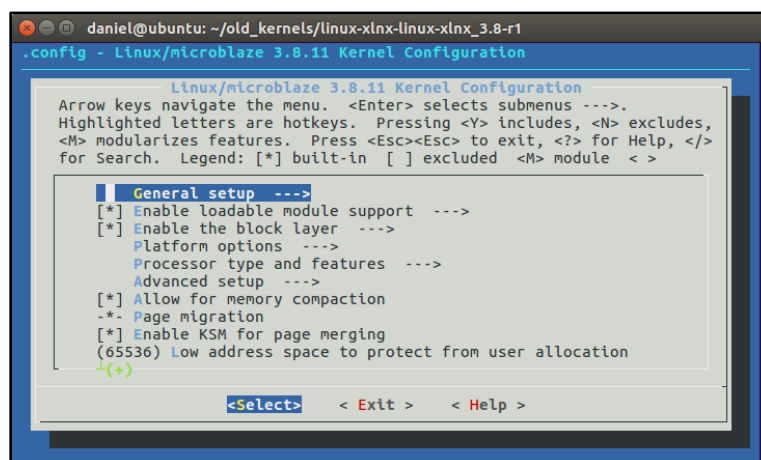 daniel@ubuntu: ~/old_kernels/linux-xlnx-linux-xlnx_3.8-r1
.config - Linux/microblaze 3.8.11 Kernel Configuration
Linux/microblaze 3.8.11 Kernel Configuration
Arrow keys navigate the menu.  <Enter> selects submenus --->.
Highlighted letters are hotkeys.  Pressing <Y> includes, <N> excludes,
<M> modularizes features.  Press <Esc><Esc> to exit, <?> for Help, </>
for Search.  Legend: [*] built-in  [ ] excluded  <M> module  < >
General setup  --->
[*] Enable loadable module support  --->
[*] Enable the block layer  --->
Platform options  --->
Processor type and features  --->
Advanced setup  --->
[*] Allow for memory compaction
-*- Page migration
[*] Enable KSM for page merging
(65536) Low address space to protect from user allocation
┴(+)
<Select>    < Exit >    < Help >